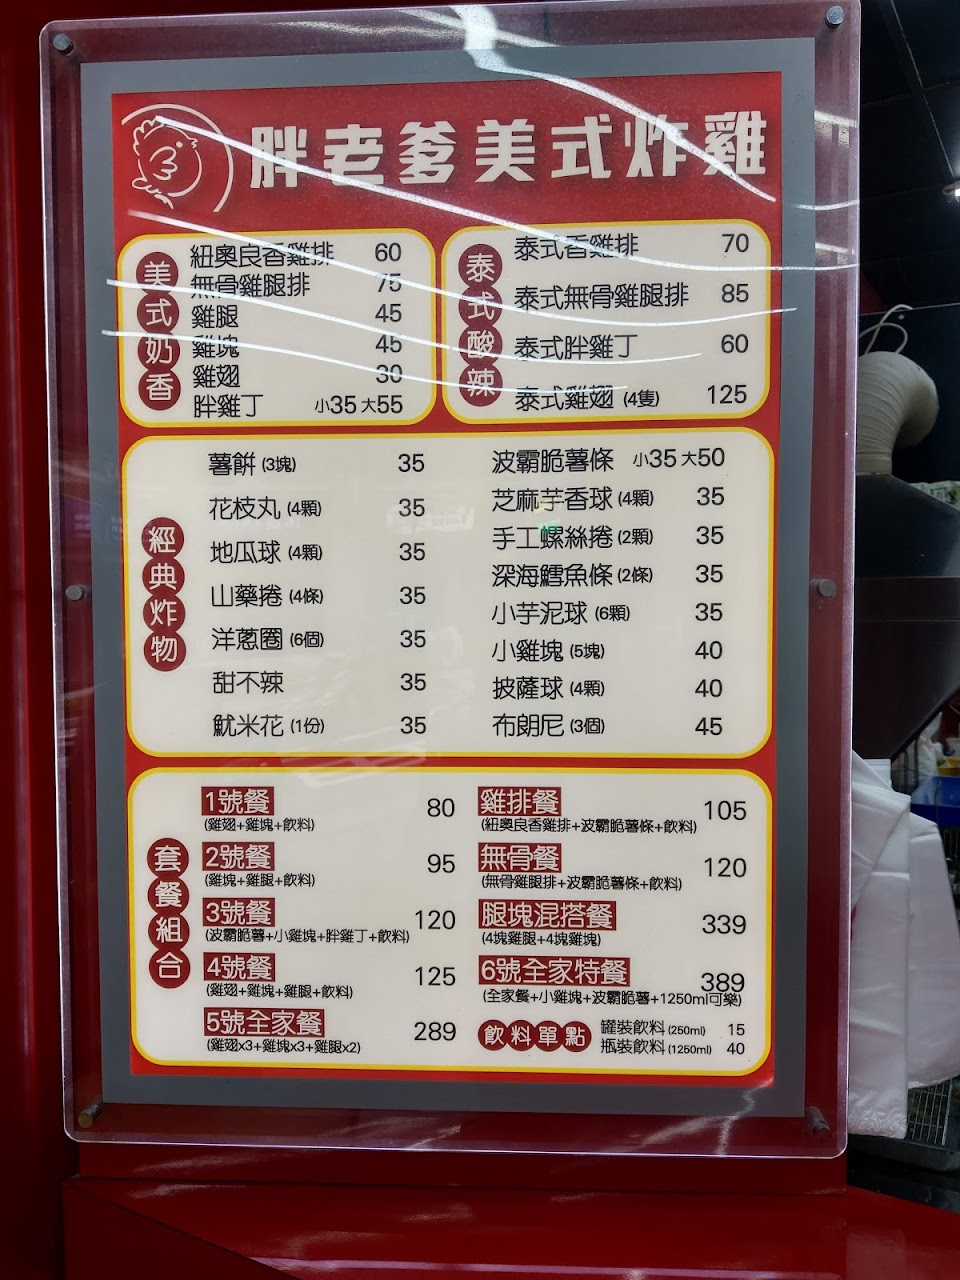 胖老爹美式炸雞
美式奶香
紐奧良香雞排 60
無骨雞腿排 75
雞腿 45
雞塊 45
雞翅 30
胖雞丁 小35 大55
泰式酸辣
泰式香雞排 70
泰式無骨雞腿排 85
泰式胖雞丁 60
泰式雞翅 (4隻) 125
經典炸物
薯餅 (3塊) 35
花枝丸 (4顆) 35
地瓜球 (4顆) 35
山藥捲 (4條) 35
洋蔥圈 (6個) 35
甜不辣 35
魷米花 (1份) 35
波霸脆薯條 小35 大50
芝麻芋香球 (4顆) 35
手工螺絲捲 (2顆) 35
深海鱈魚條 (2條) 35
小芋泥球 (6顆) 35
小雞塊 (5塊) 40
披薩球 (4顆) 40
布朗尼 (3個) 45
套餐組合
1號餐 80
(雞翅+雞塊+飲料)
2號餐 95
(雞塊+雞腿+飲料)
3號餐 120
(波霸脆薯+小雞塊+胖雞丁+飲料)
4號餐 125
(雞翅+雞塊+雞腿+飲料)
5號全家餐 289
(雞翅x3+雞塊x3+雞腿x2)
雞排餐 105
(紐奧良香雞排+波霸脆薯條+飲料)
無骨餐 120
(無骨雞腿排+波霸脆薯條+飲料)
腿塊混搭餐 339
(4塊雞腿+4塊雞塊)
6號全家特餐 389
(全家餐+小雞塊+波霸脆薯+1250ml可樂)
飲料單點
罐裝飲料 (250ml) 15
瓶裝飲料 (1250ml) 40